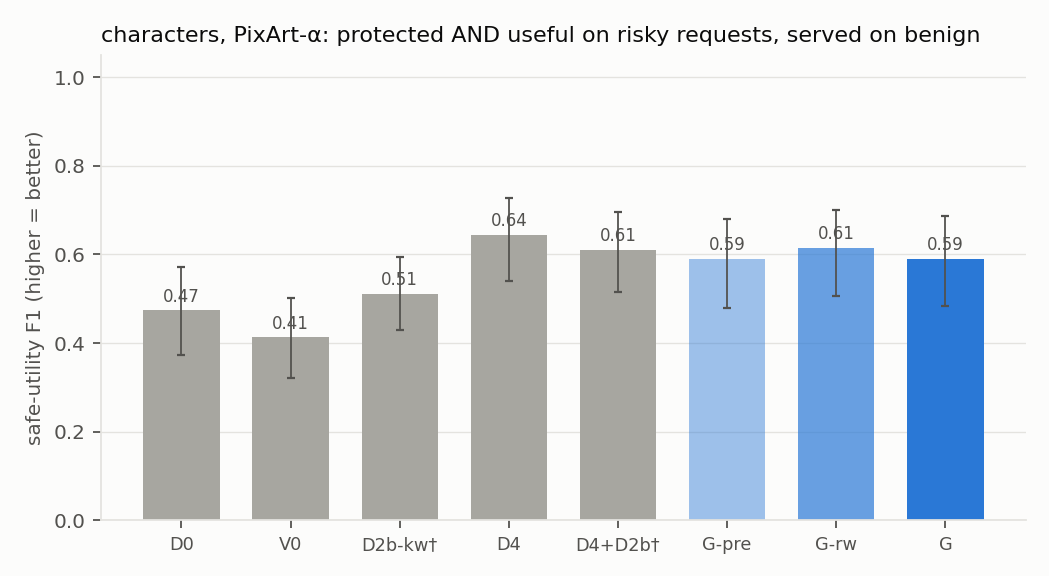 characters, PixArt-α: protected AND useful on risky requests, served on benign
safe-utility F1 (higher = better)
1.0
0.8
0.6
0.4
0.2
0.0
0.47
0.41
0.51
0.64
0.61
0.59
0.61
0.59
D0
V0
D2b-kw†
D4
D4+D2b†
G-pre
G-rw
G